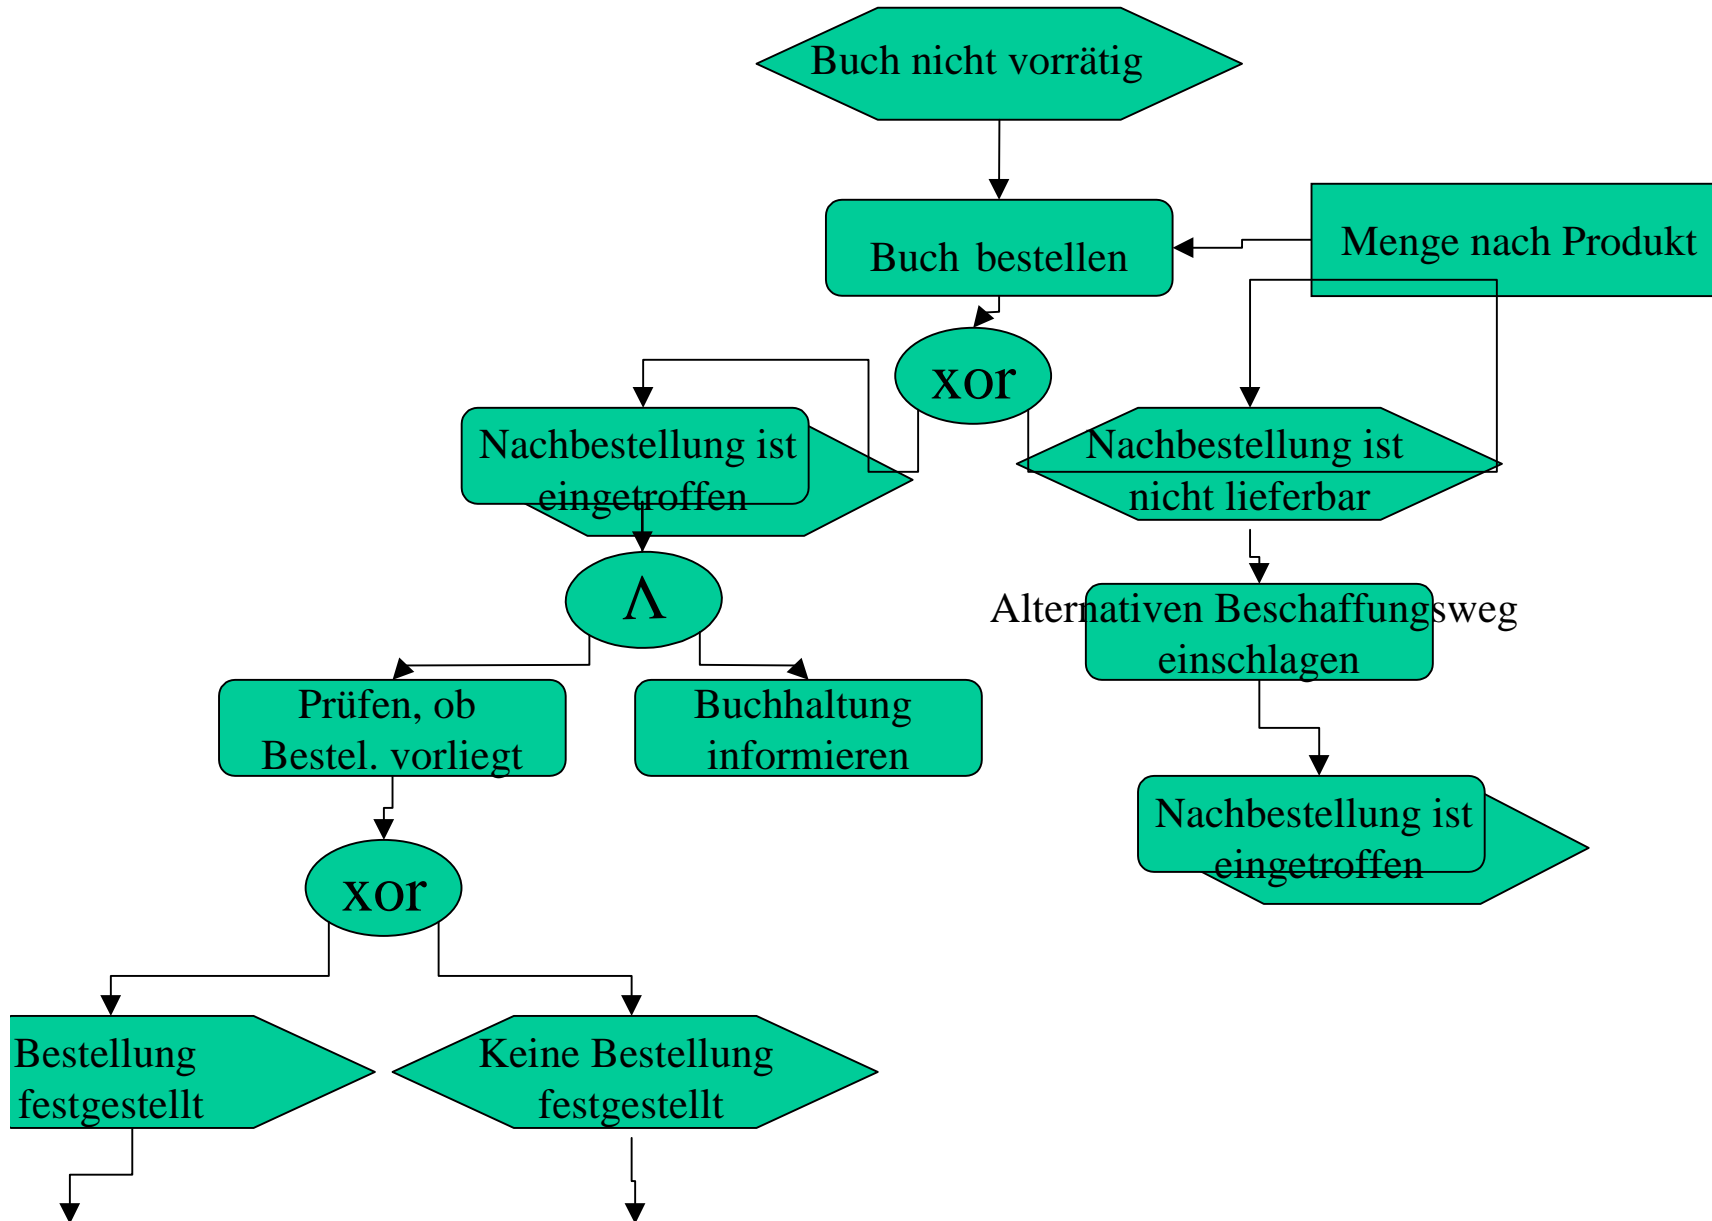 Buch nicht vorrätig
Buch bestellen
Menge nach Produkt
xor
Nachbestellung ist
eingetroffen
Nachbestellung ist
nicht lieferbar
Λ
Alternativen Beschaffungsweg
einschlagen
Prüfen, ob
Bestel. vorliegt
Buchhaltung
informieren
Nachbestellung ist
eingetroffen
xor
Bestellung
festgestellt
Keine Bestellung
festgestellt